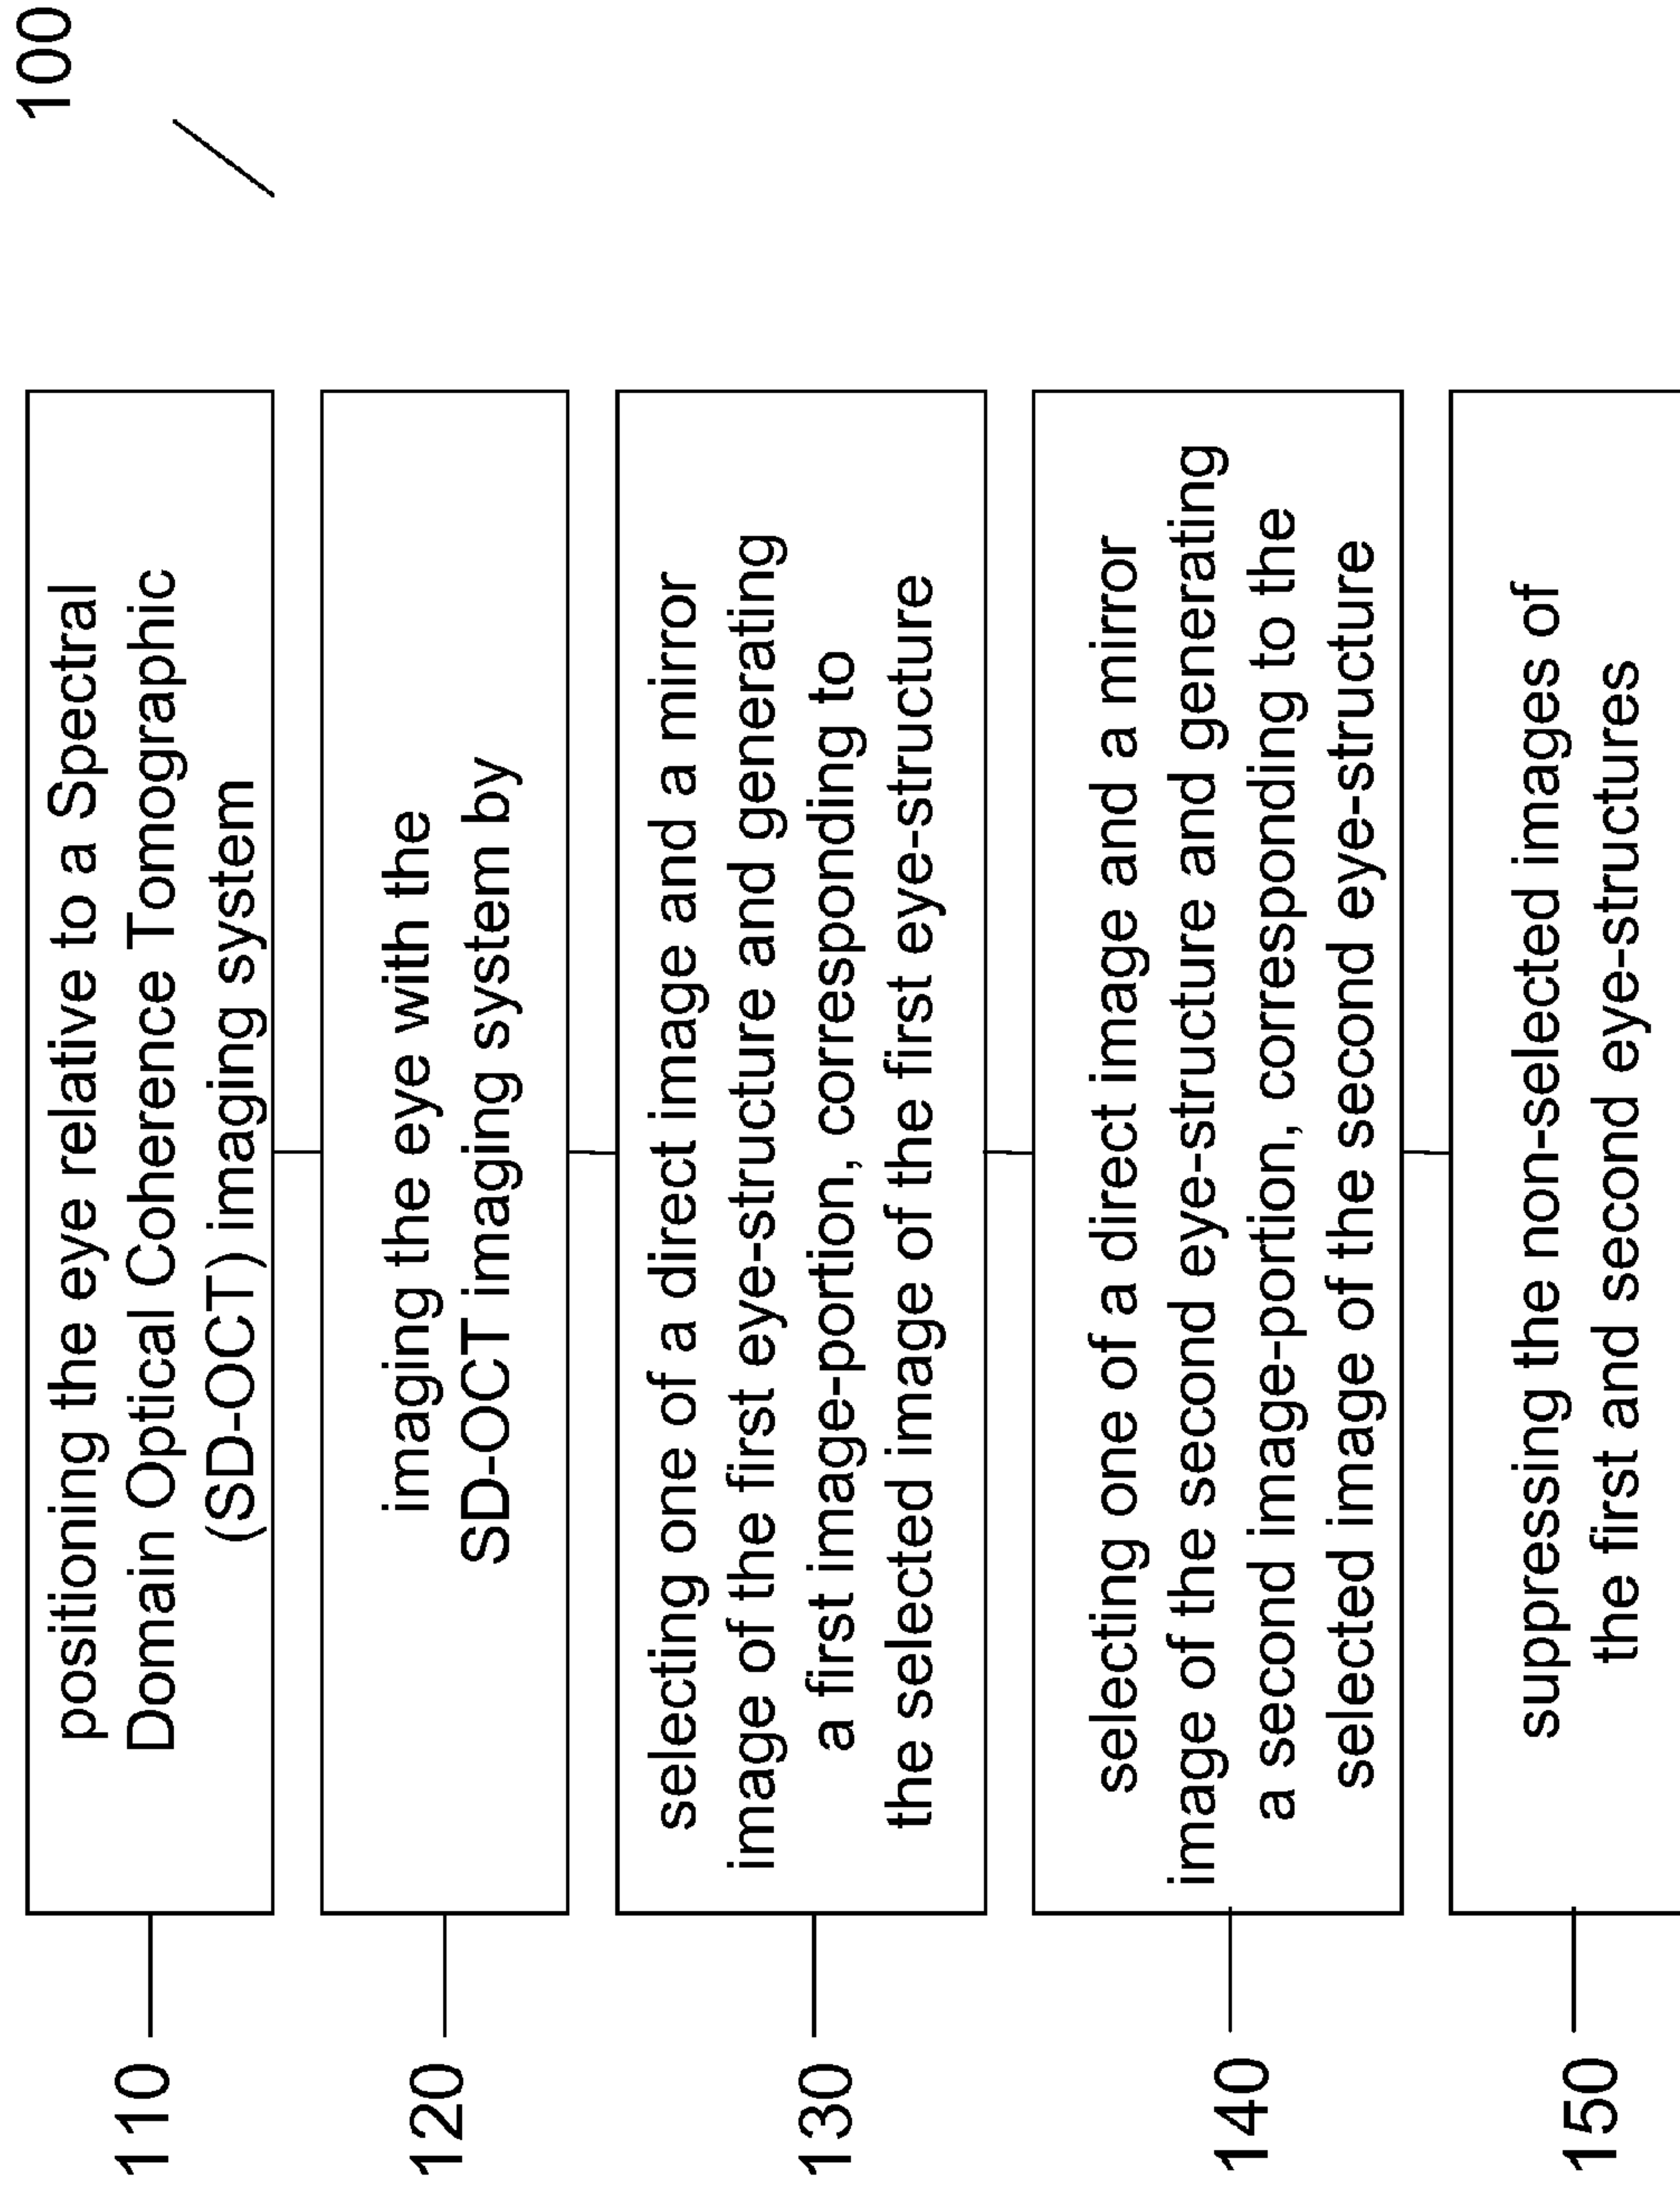 100
110
positioning the eye relative to a Spectral
Domain Optical Coherence Tomographic
(SD-OCT) imaging system
120
imaging the eye with the
SD-OCT imaging system by
130
selecting one of a direct image and a mirror
image of the first eye-structure and generating
a first image-portion, corresponding to
the selected image of the first eye-structure
140
selecting one of a direct image and a mirror
image of the second eye-structure and generating
a second image-portion, corresponding to the
selected image of the second eye-structure
150
suppressing the non-selected images of
the first and second eye-structures